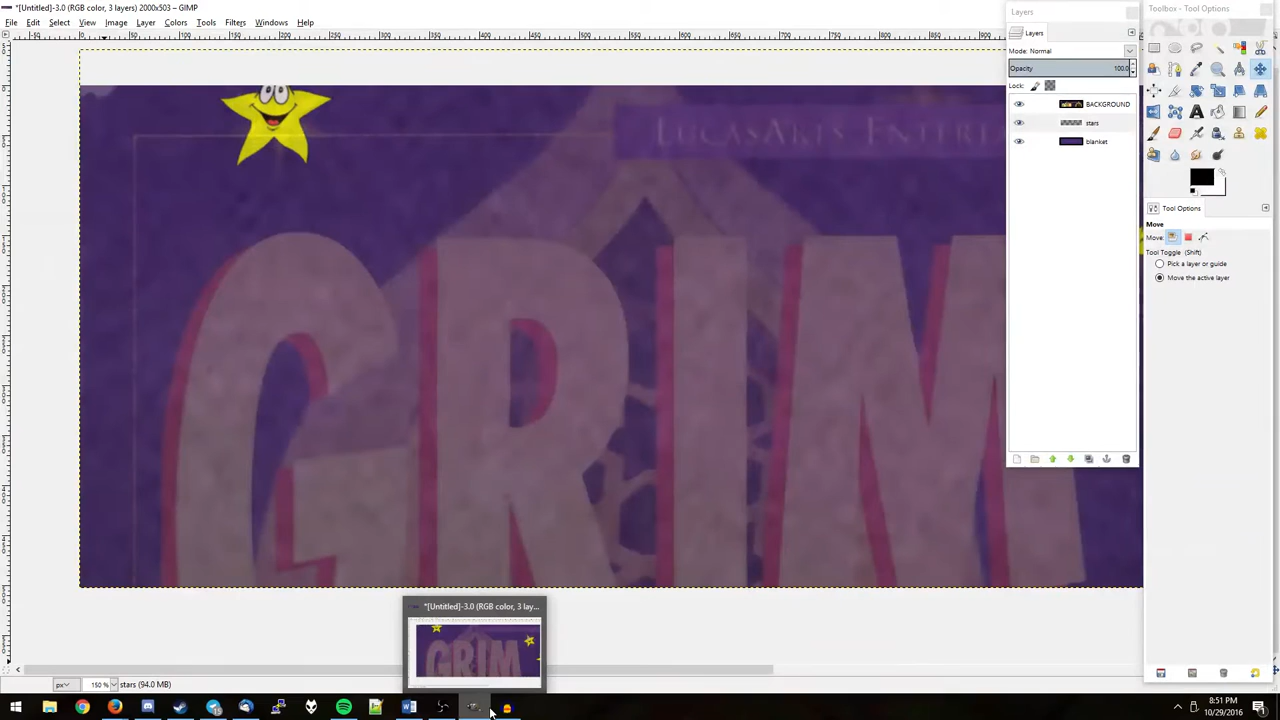 *[Untitled]-3.0 (RGB color, 3 layers) 2000x503 – GIMP
File Edit Select View Image Layer Colors Tools Filters Windows Help
Layers
Layers
Mode: Normal
Opacity 100.0
Lock:
BACKGROUND
stars
blanket
Toolbox - Tool Options
Tool Options
Move
Move:
Tool Toggle (Shift)
Pick a layer or guide
Move the active layer
GRIM
*[Untitled]-3.0 (RGB color, 3 lay...
GRIM
px 150 % stars (94.0 MB)
15
8:51 PM
10/29/2016